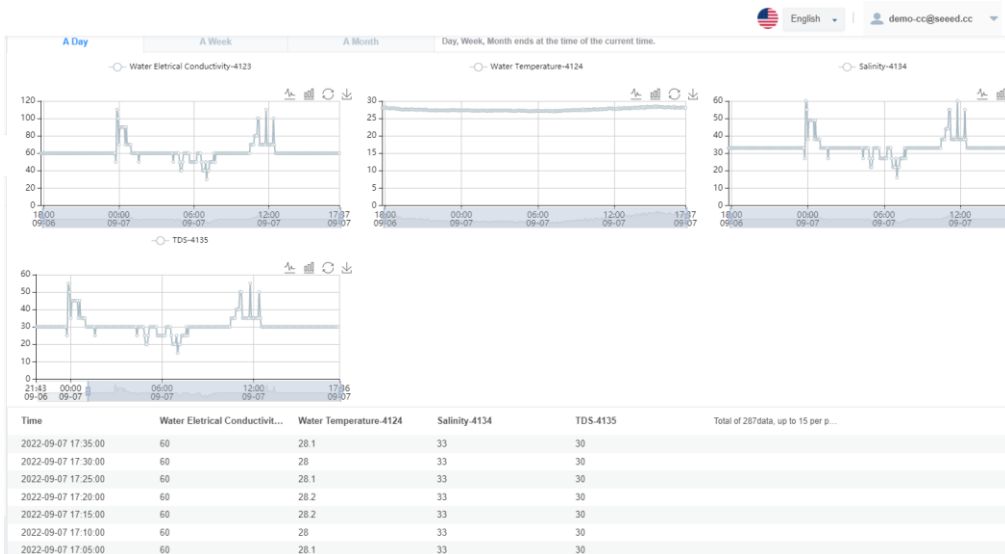 English
demo-cc@seeed.cc
A Day A Week A Month Day, Week, Month ends at the time of the current time.
Water Eletrical Conductivity-4123
120
100
80
60
40
20
0
18:00 00:00 06:00 12:00 17:37
09-06 09-07 09-07 09-07 09-07
Water Temperature-4124
30
25
20
15
10
5
0
18:00 00:00 06:00 12:00 17:37
09-06 09-07 09-07 09-07 09-07
Salinity-4134
60
50
40
30
20
10
0
18:00 00:00 06:00 12:00
09-06 09-07 09-07 09-07
TDS-4135
60
50
40
30
20
10
0
21:43 00:00 06:00 12:00 17:36
09-06 09-07 09-07 09-07 09-07
Time Water Eletrical Conductivit... Water Temperature-4124 Salinity-4134 TDS-4135 Total of 287data, up to 15 per p...
2022-09-07 17:35:00 60 28.1 33 30
2022-09-07 17:30:00 60 28 33 30
2022-09-07 17:25:00 60 28.1 33 30
2022-09-07 17:20:00 60 28.2 33 30
2022-09-07 17:15:00 60 28.2 33 30
2022-09-07 17:10:00 60 28 33 30
2022-09-07 17:05:00 60 28.1 33 30